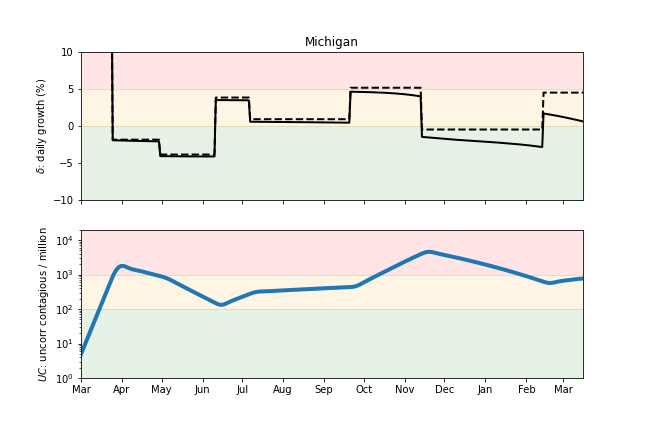 Michigan
δ: daily growth (%)
10
5
0
−5
−10
Mar Apr May Jun Jul Aug Sep Oct Nov Dec Jan Feb Mar
UC: uncorr contagious / million
10⁴
10³
10²
10¹
10⁰